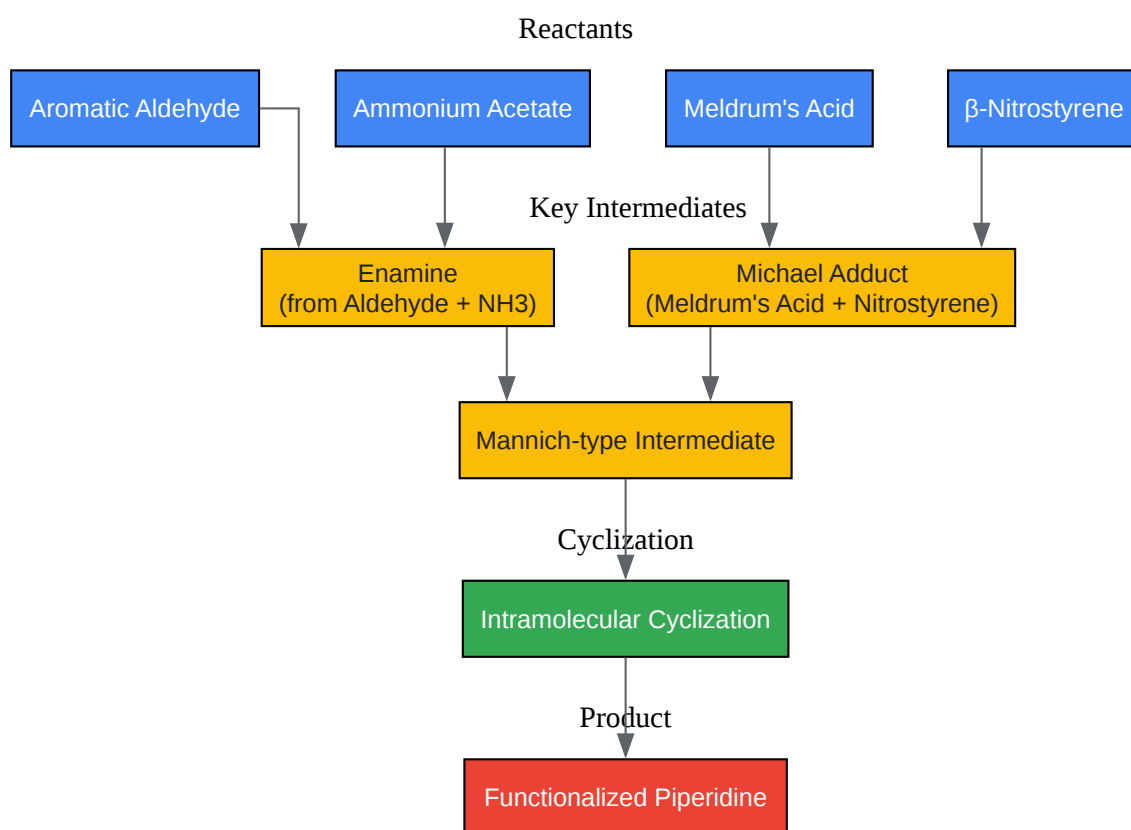 Reactants
Aromatic Aldehyde
Ammonium Acetate
Meldrum's Acid
β-Nitrostyrene
Key Intermediates
Enamine
(from Aldehyde + NH3)
Michael Adduct
(Meldrum's Acid + Nitrostyrene)
Mannich-type Intermediate
Cyclization
Intramolecular Cyclization
Product
Functionalized Piperidine